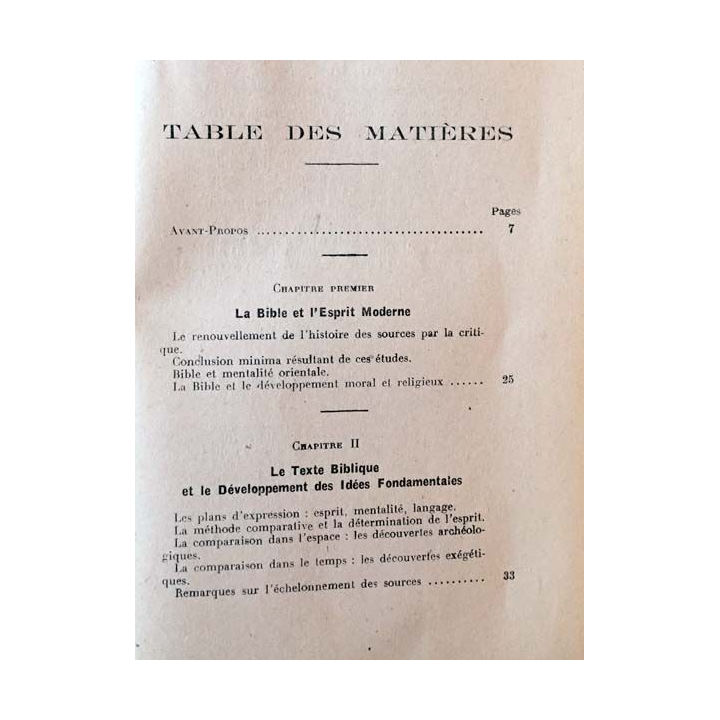 TABLE DES MATIÈRES
Pages
AVANT-PROPOS ..................................... 7
CHAPITRE PREMIER
La Bible et l'Esprit Moderne
Le renouvellement de l'histoire des sources par la criti-
que.
Conclusion minima résultant de ces études.
Bible et mentalité orientale.
La Bible et le développement moral et religieux ...... 25
CHAPITRE II
Le Texte Biblique
et le Développement des Idées Fondamentales
Les plans d'expression : esprit, mentalité, langage.
La méthode comparative et la détermination de l'esprit.
La comparaison dans l'espace : les découvertes archéolo-
giques.
La comparaison dans le temps : les découvertes exégéti-
ques.
Remarques sur l'échelonnement des sources .......... 33